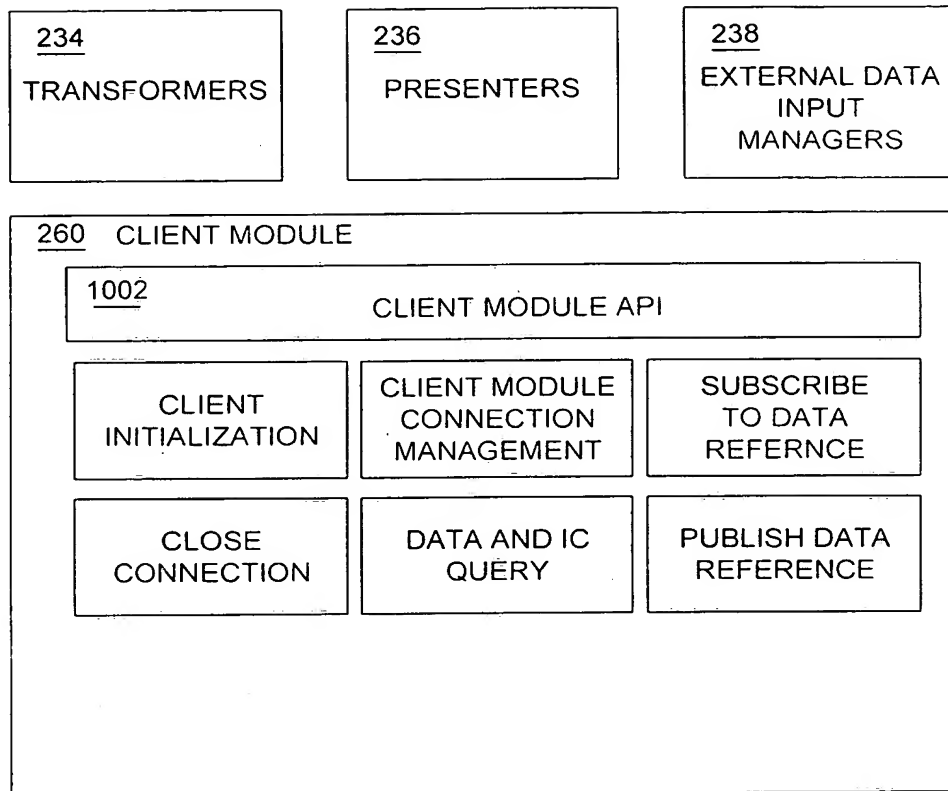 234
TRANSFORMERS
236
PRESENTERS
238
EXTERNAL DATA
INPUT
MANAGERS
260 CLIENT MODULE
1002
CLIENT MODULE API
CLIENT
INITIALIZATION
CLIENT MODULE
CONNECTION
MANAGEMENT
SUBSCRIBE
TO DATA
REFERNCE
CLOSE
CONNECTION
DATA AND IC
QUERY
PUBLISH DATA
REFERENCE